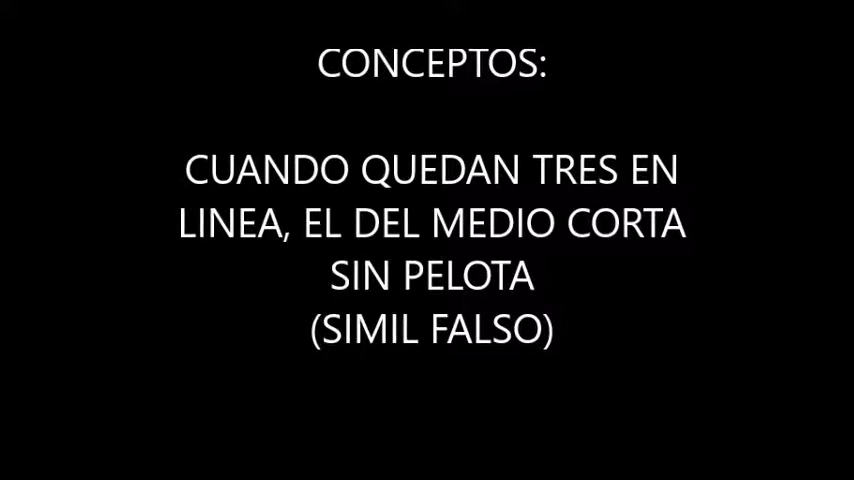 CONCEPTOS:
CUANDO QUEDAN TRES EN
LINEA, EL DEL MEDIO CORTA
SIN PELOTA
(SIMIL FALSO)